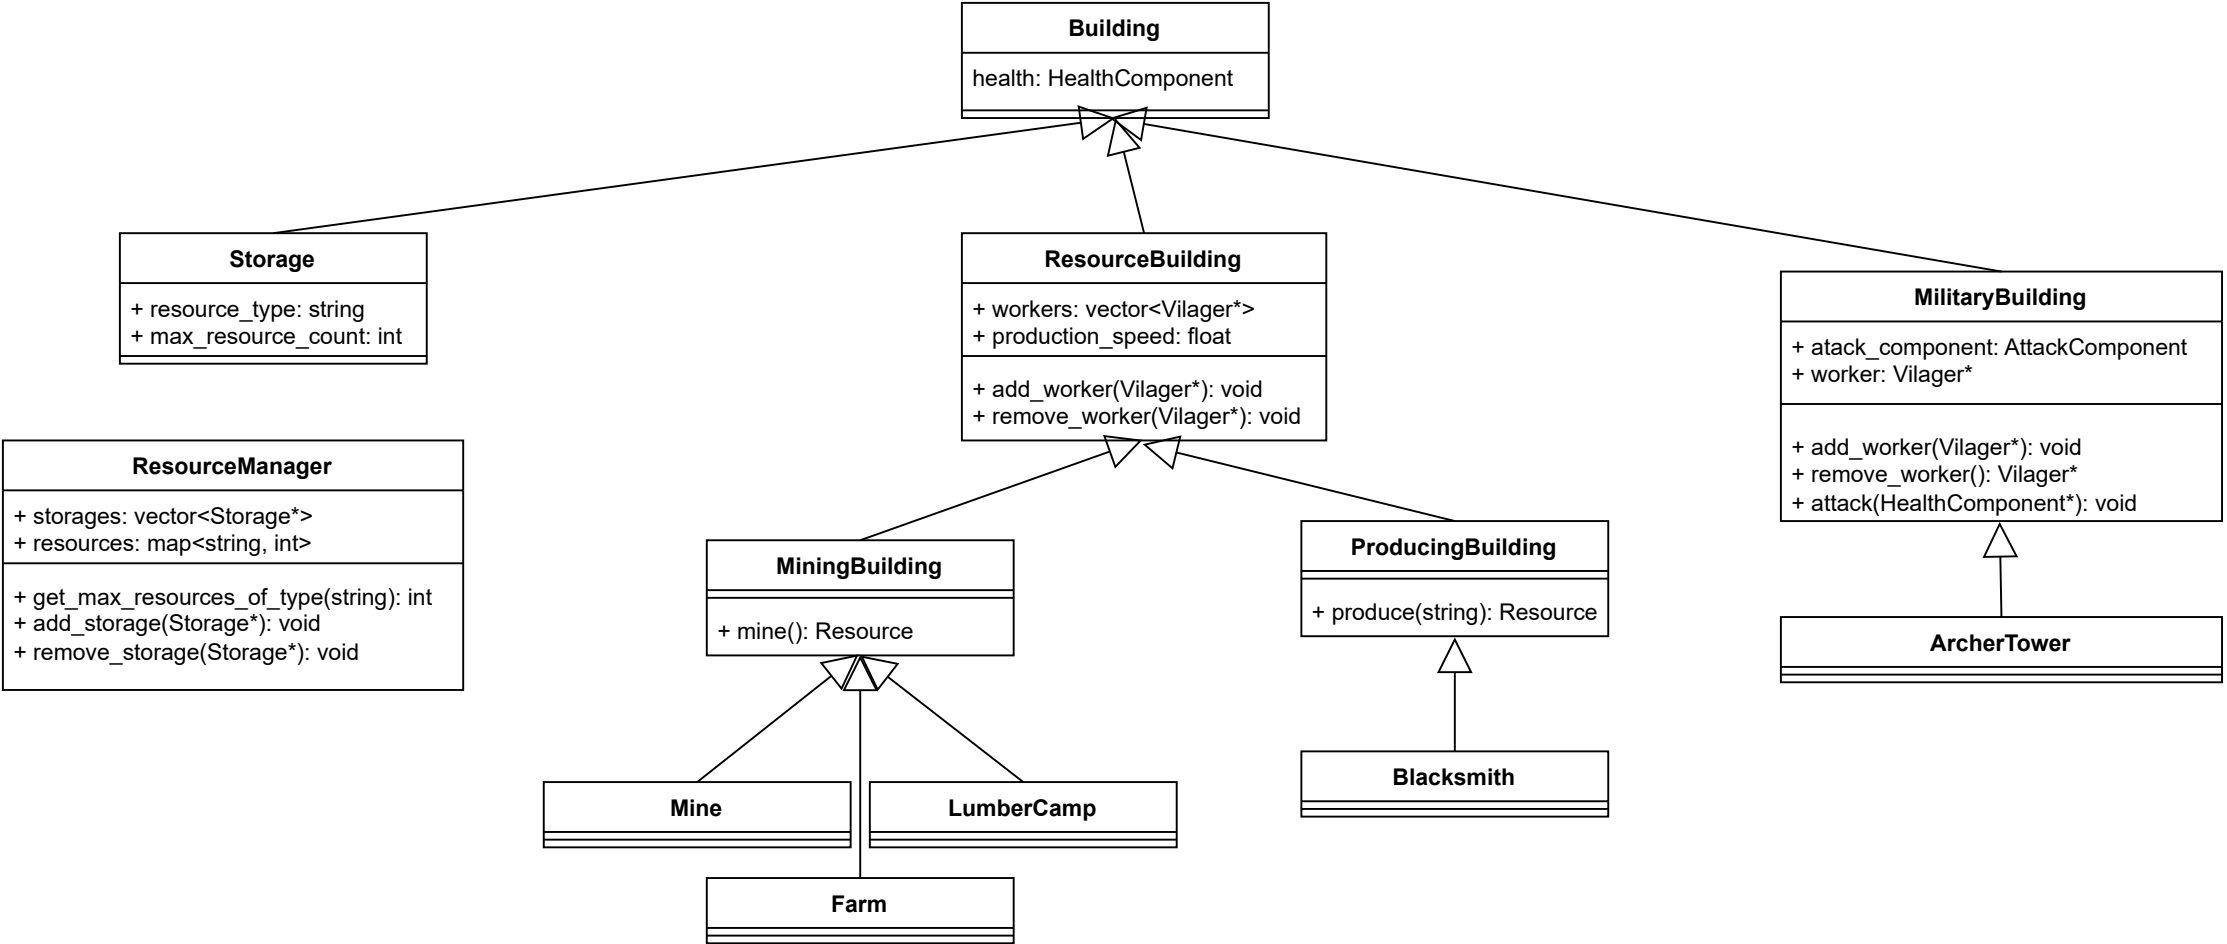 Building
health: HealthComponent
Storage
+ resource_type: string
+ max_resource_count: int
ResourceBuilding
+ workers: vector<Vilager*>
+ production_speed: float
+ add_worker(Vilager*): void
+ remove_worker(Vilager*): void
MilitaryBuilding
+ atack_component: AttackComponent
+ worker: Vilager*
+ add_worker(Vilager*): void
+ remove_worker(): Vilager*
+ attack(HealthComponent*): void
ResourceManager
+ storages: vector<Storage*>
+ resources: map<string, int>
+ get_max_resources_of_type(string): int
+ add_storage(Storage*): void
+ remove_storage(Storage*): void
MiningBuilding
+ mine(): Resource
ProducingBuilding
+ produce(string): Resource
ArcherTower
Mine
LumberCamp
Blacksmith
Farm